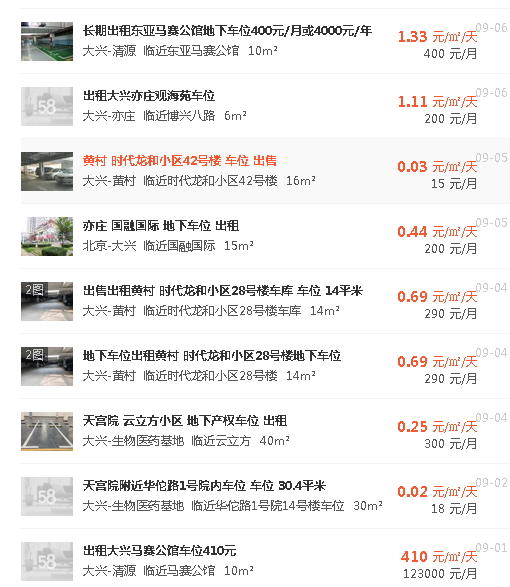 长期出租东亚马赛公馆地下车位400元/月或4000元/年
09-06
大兴-清源 临近东亚马赛公馆 10m²
1.33 元/㎡/天
400 元/月
58
出租大兴亦庄观海苑车位
09-06
大兴-亦庄 临近博兴八路 6m²
1.11 元/㎡/天
200 元/月
黄村 时代龙和小区42号楼 车位 出售
09-05
大兴-黄村 临近时代龙和小区42号楼 16m²
0.03 元/㎡/天
15 元/月
亦庄 国融国际 地下车位 出租
09-05
北京-大兴 临近国融国际 15m²
0.44 元/㎡/天
200 元/月
2图
出售出租黄村 时代龙和小区28号楼车库 车位 14平米
09-04
大兴-黄村 临近时代龙和小区28号楼车库 14m²
0.69 元/㎡/天
290 元/月
2图
地下车位出租黄村 时代龙和小区28号楼地下车位
09-04
大兴-黄村 临近时代龙和小区28号楼 14m²
0.69 元/㎡/天
290 元/月
天宫院 云立方小区 地下产权车位 出租
09-04
大兴-生物医药基地 临近云立方 40m²
0.25 元/㎡/天
300 元/月
58
天宫院附近华佗路1号院内车位 车位 30.4平米
09-02
大兴-生物医药基地 临近华佗路1号院14号楼车位 30m²
0.02 元/㎡/天
18 元/月
58
出租大兴马赛公馆车位410元
09-01
大兴-清源 临近马赛公馆 10m²
410 元/㎡/天
123000 元/月